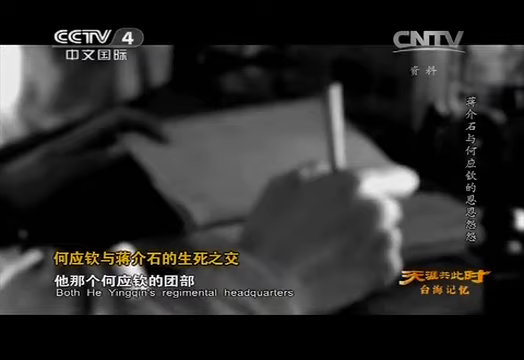 CCTV 4
中文国际
CNTV
资料
蒋介石与何应钦的恩恩怨怨
何应钦与蒋介石的生死之交
他那个何应钦的团部
Both He Yingqin's regimental headquarters
天涯共此时
台海记忆